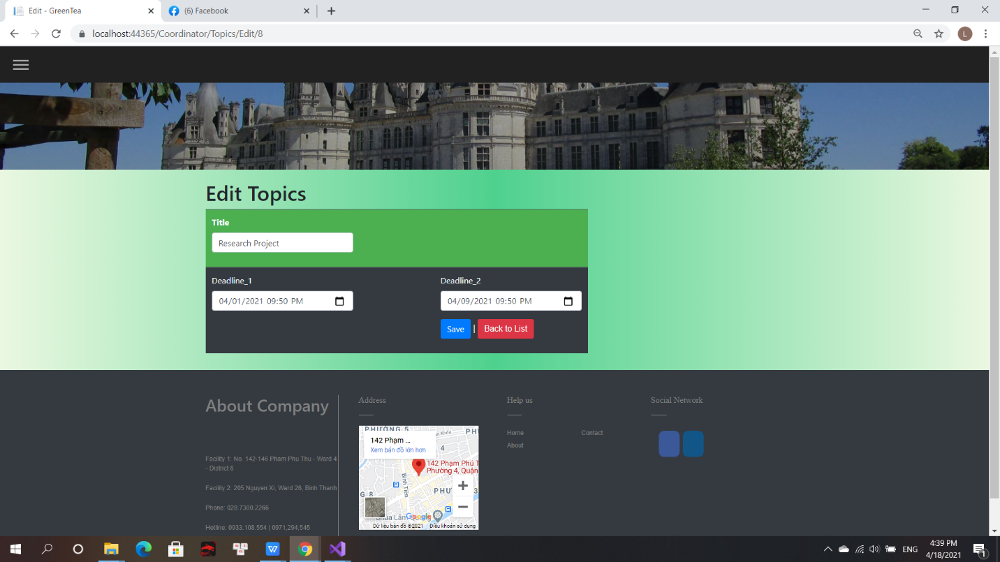 Edit - GreenTea
(6) Facebook
localhost:44365/Coordinator/Topics/Edit/8
L
Edit Topics
Title
Research Project
Deadline_1
Deadline_2
04/01/2021 09:50 PM
04/09/2021 09:50 PM
Save | Back to List
About Company
Facility 1: No. 142-146 Pham Phu Thu - Ward 4
- District 6
Facility 2: 205 Nguyen Xi, Ward 26, Binh Thanh
Phone: 028.7300.2266
Hotline: 0933.108.554 | 0971,294,545
Address
PHƯỜNG 5
142 Phạm ...
Xem bản đồ lớn hơn
4
142 Phạm Phú T
Phường 4, Quận
Bình Tiên
G 8
Google
Dữ liệu bản đồ ©2021 Điều khoản sử dụng
Help us
Home
Contact
About
Social Network
W
ENG
4:39 PM
4/18/2021
1